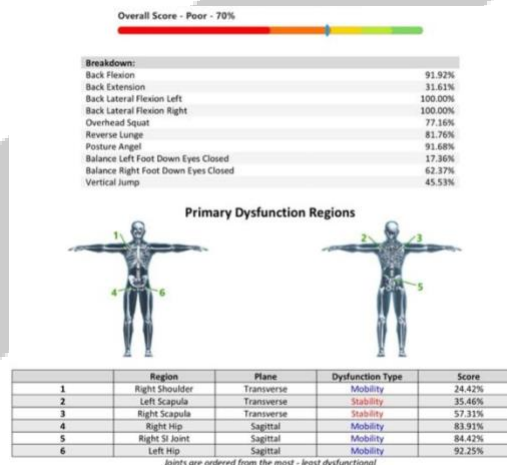 Overall Score - Poor - 70%
Breakdown:
Back Flexion 91.92%
Back Extension 31.61%
Back Lateral Flexion Left 100.00%
Back Lateral Flexion Right 100.00%
Overhead Squat 77.16%
Reverse Lunge 81.76%
Posture Angel 91.68%
Balance Left Foot Down Eyes Closed 17.36%
Balance Right Foot Down Eyes Closed 62.37%
Vertical Jump 45.53%
Primary Dysfunction Regions
1 2 3
4 6 5
Region Plane Dysfunction Type Score
1 Right Shoulder Transverse Mobility 24.42%
2 Left Scapula Transverse Stability 35.46%
3 Right Scapula Transverse Stability 57.31%
4 Right Hip Sagittal Mobility 83.91%
5 Right SI Joint Sagittal Mobility 84.42%
6 Left Hip Sagittal Mobility 92.25%
Joints are ordered from the most - least dysfunctional